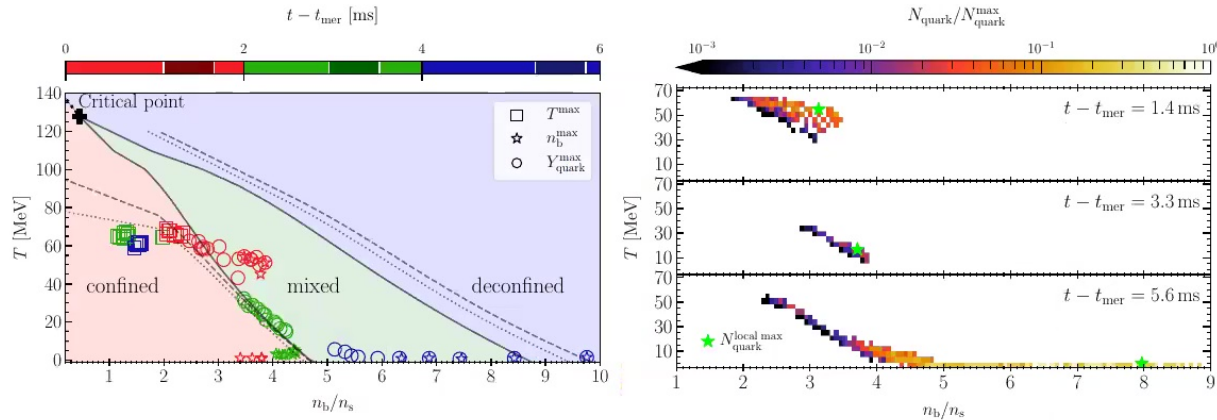 t − t_mer [ms]
0 2 4 6
140
120
100
80
60
40
20
0
T [MeV]
Critical point
T^max
n_b^max
Y_quark^max
confined
mixed
deconfined
1 2 3 4 5 6 7 8 9 10
n_b/n_s
N_quark/N_quark^max
10^−3 10^−2 10^−1 10^0
70
50
30
10
t − t_mer = 1.4 ms
70
50
30
10
t − t_mer = 3.3 ms
T [MeV]
70
50
30
10
t − t_mer = 5.6 ms
N_quark^local max
1 2 3 4 5 6 7 8 9
n_b/n_s